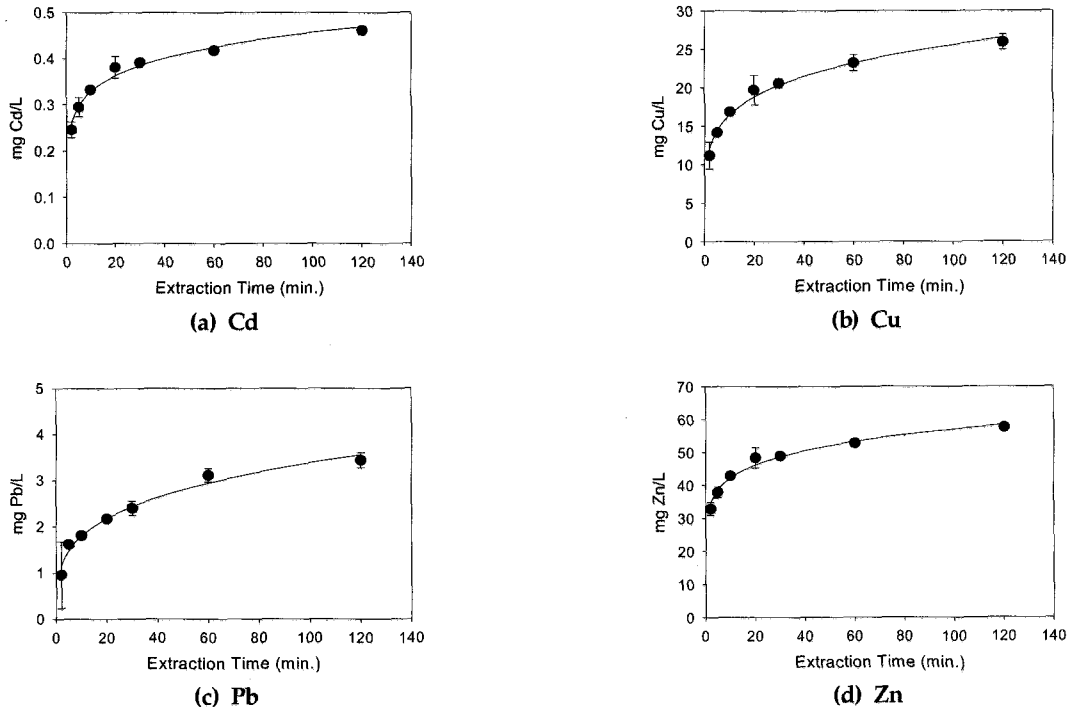 0.5
0.4
0.3
0.2
0.1
0.0
mg Cd/L
0 20 40 60 80 100 120 140
Extraction Time (min.)
(a) Cd
30
25
20
15
10
5
0
mg Cu/L
0 20 40 60 80 100 120 140
Extraction Time (min.)
(b) Cu
5
4
3
2
1
0
mg Pb/L
0 20 40 60 80 100 120 140
Extraction Time (min.)
(c) Pb
70
60
50
40
30
20
10
0
mg Zn/L
0 20 40 60 80 100 120 140
Extraction Time (min.)
(d) Zn